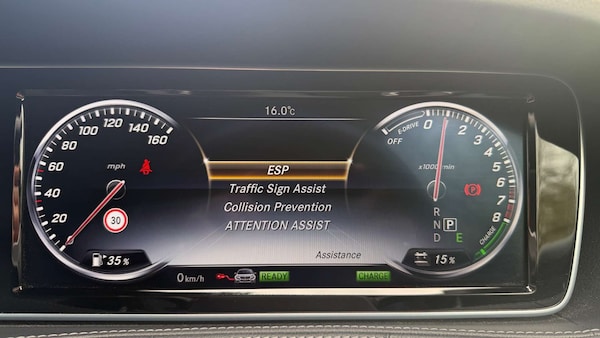 16.0°C
20
40
60
80
100
120
140
160
mph
30
35%
ESP
Traffic Sign Assist
Collision Prevention
ATTENTION ASSIST
Assistance
0 km/h
READY
CHARGE
E-DRIVE
OFF
0
1
2
3
4
5
6
7
8
x1000/min
P
R
N P
D E
CHARGE
15%